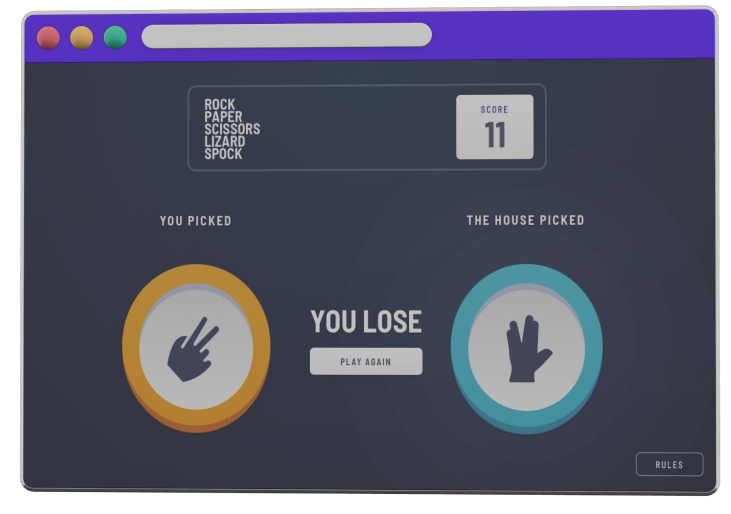 ROCK
PAPER
SCISSORS
LIZARD
SPOCK
SCORE
11
YOU PICKED
THE HOUSE PICKED
YOU LOSE
PLAY AGAIN
RULES